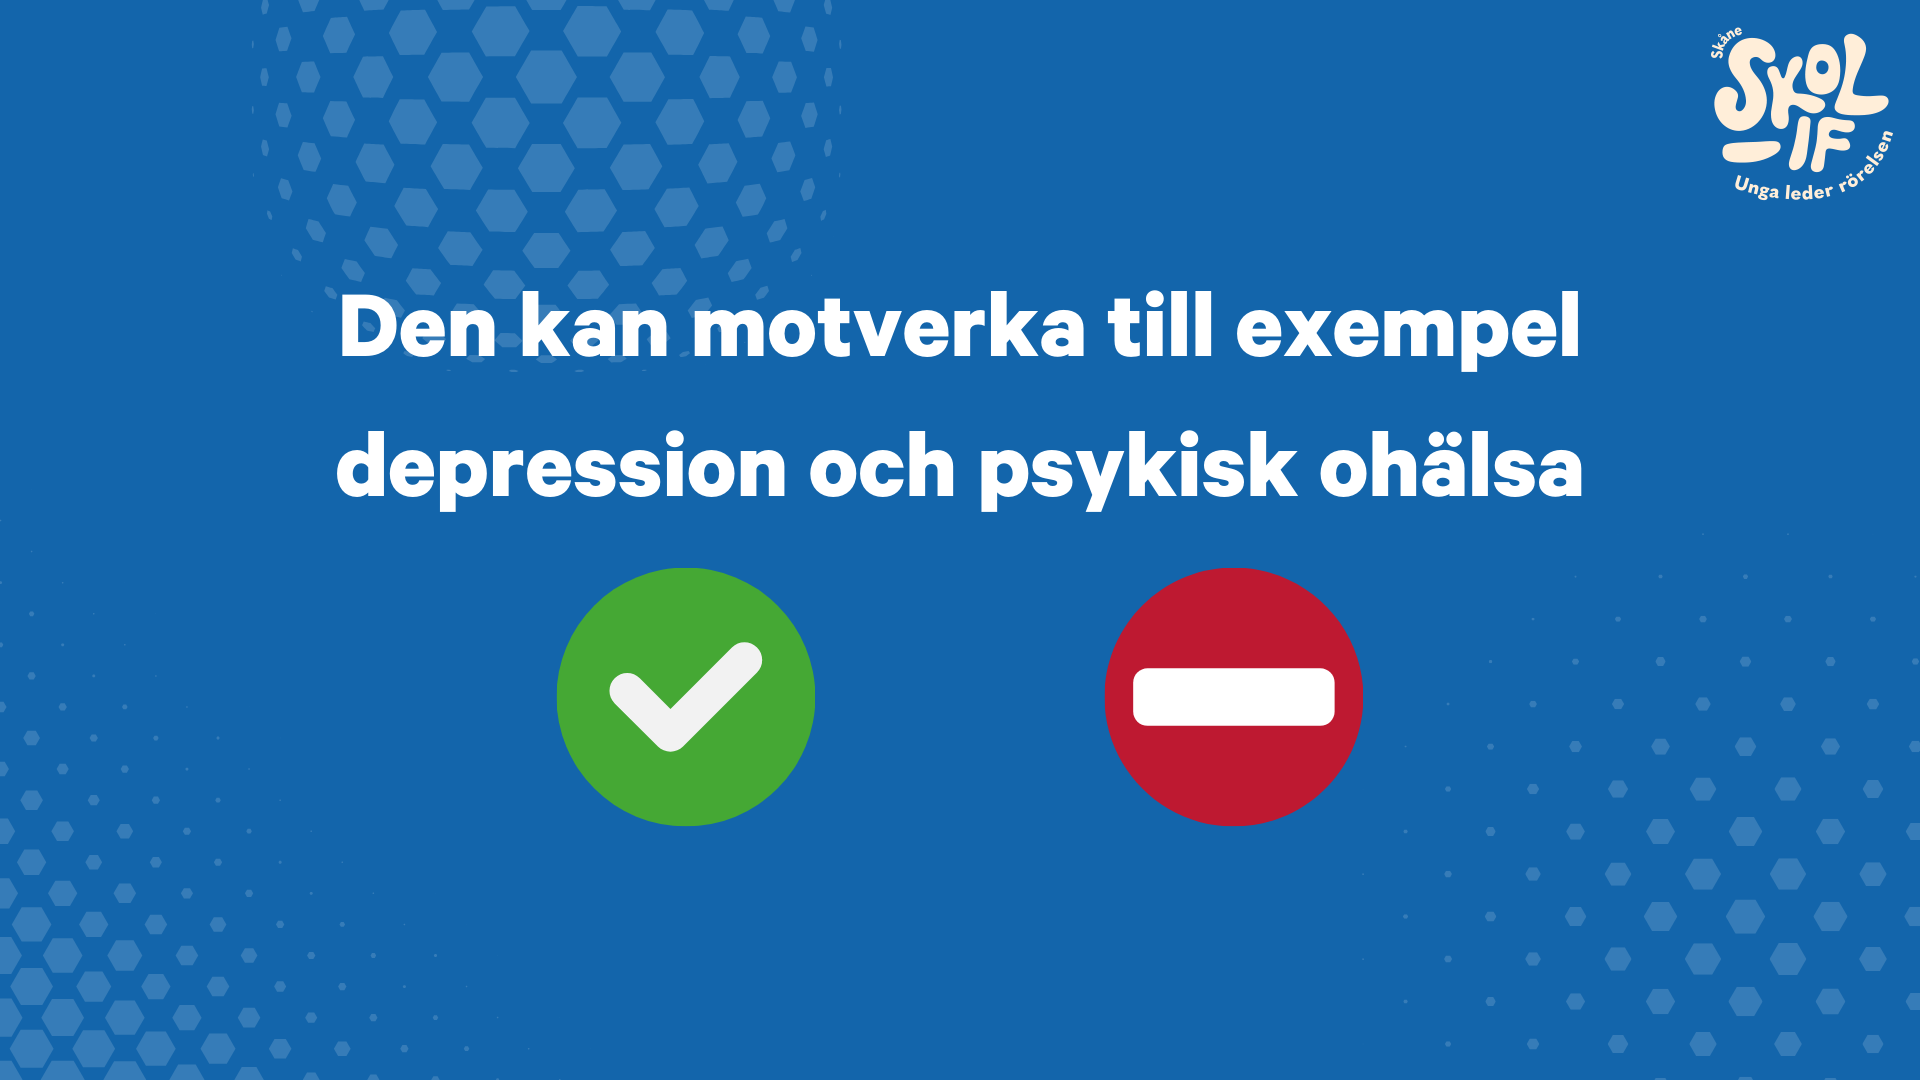 Skåne
SKOL
-IF
Unga leder rörelsen
Den kan motverka till exempel
depression och psykisk ohälsa